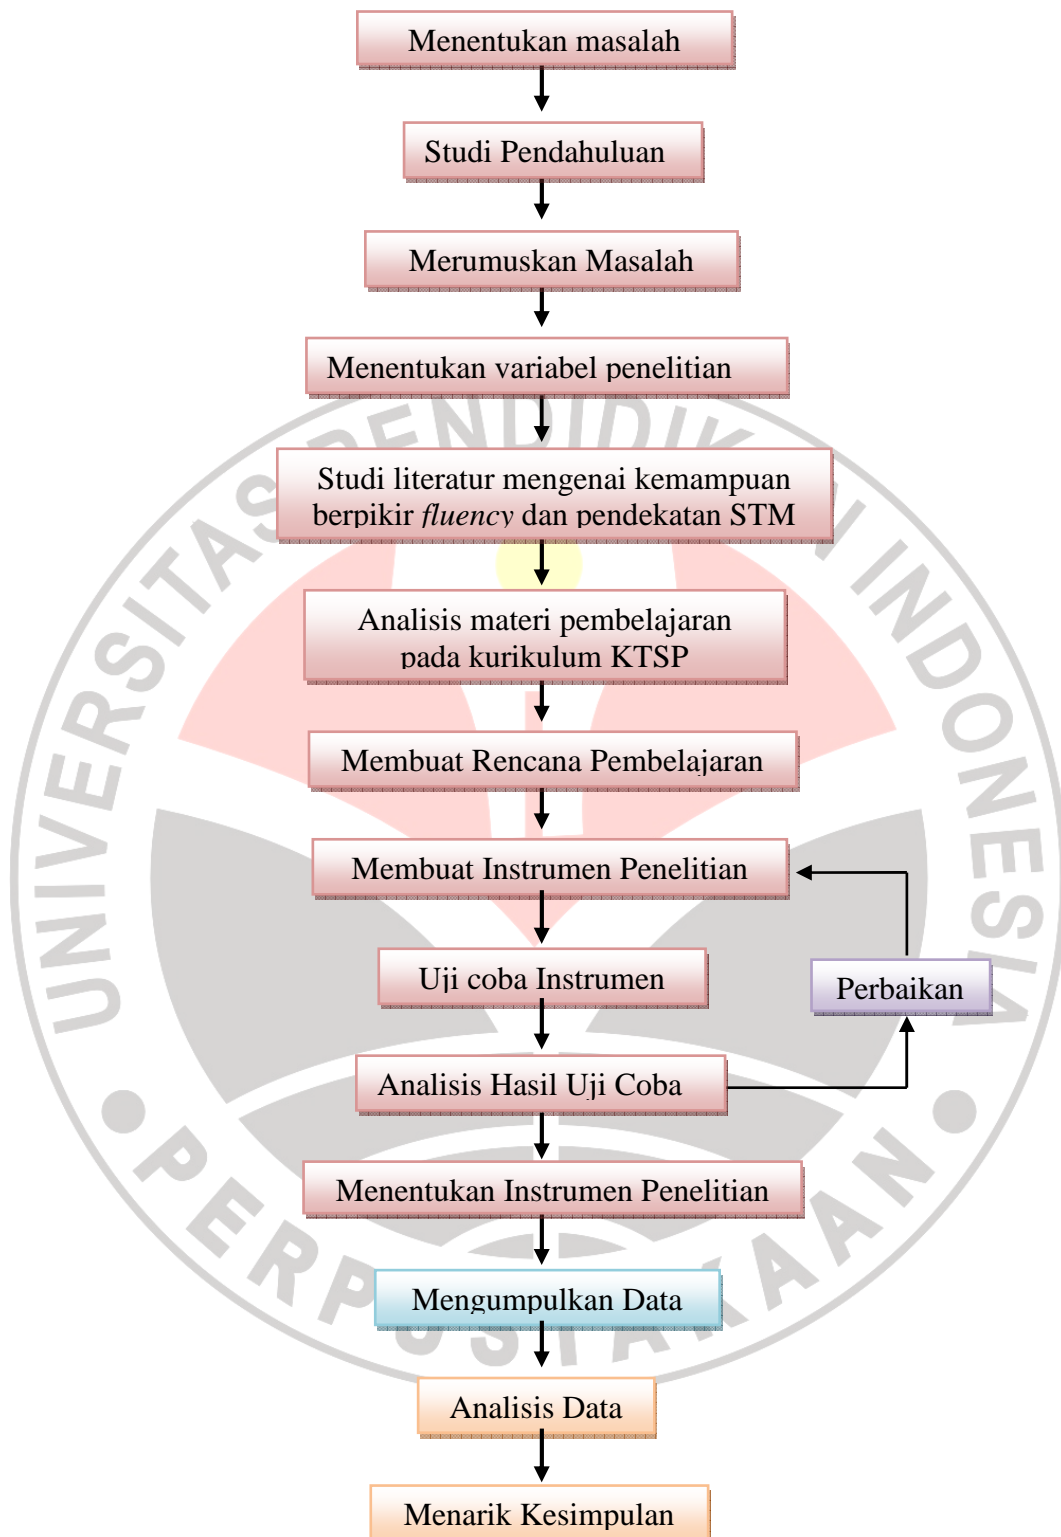 Menentukan masalah
Studi Pendahuluan
Merumuskan Masalah
Menentukan variabel penelitian
Studi literatur mengenai kemampuan
berpikir fluency dan pendekatan STM
Analisis materi pembelajaran
pada kurikulum KTSP
Membuat Rencana Pembelajaran
Membuat Instrumen Penelitian
Uji coba Instrumen
Perbaikan
Analisis Hasil Uji Coba
Menentukan Instrumen Penelitian
Mengumpulkan Data
Analisis Data
Menarik Kesimpulan
UNIVERSITAS PENDIDIKAN INDONESIA
PERPUSTAKAAN